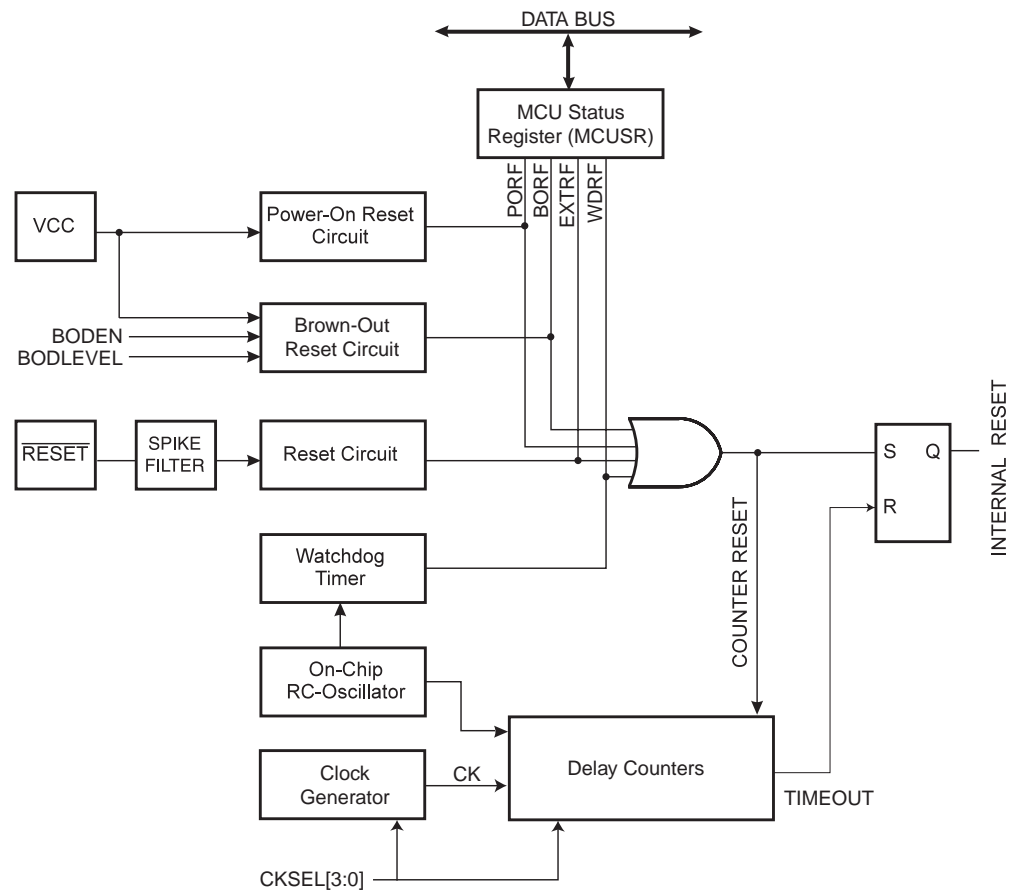 DATA BUS
MCU Status
Register (MCUSR)
PORF
BORF
EXTRF
WDRF
VCC
Power-On Reset
Circuit
BODEN
BODLEVEL
Brown-Out
Reset Circuit
RESET
SPIKE
FILTER
Reset Circuit
S
Q
R
INTERNAL RESET
Watchdog
Timer
COUNTER RESET
On-Chip
RC-Oscillator
Clock
Generator
CK
Delay Counters
TIMEOUT
CKSEL[3:0]